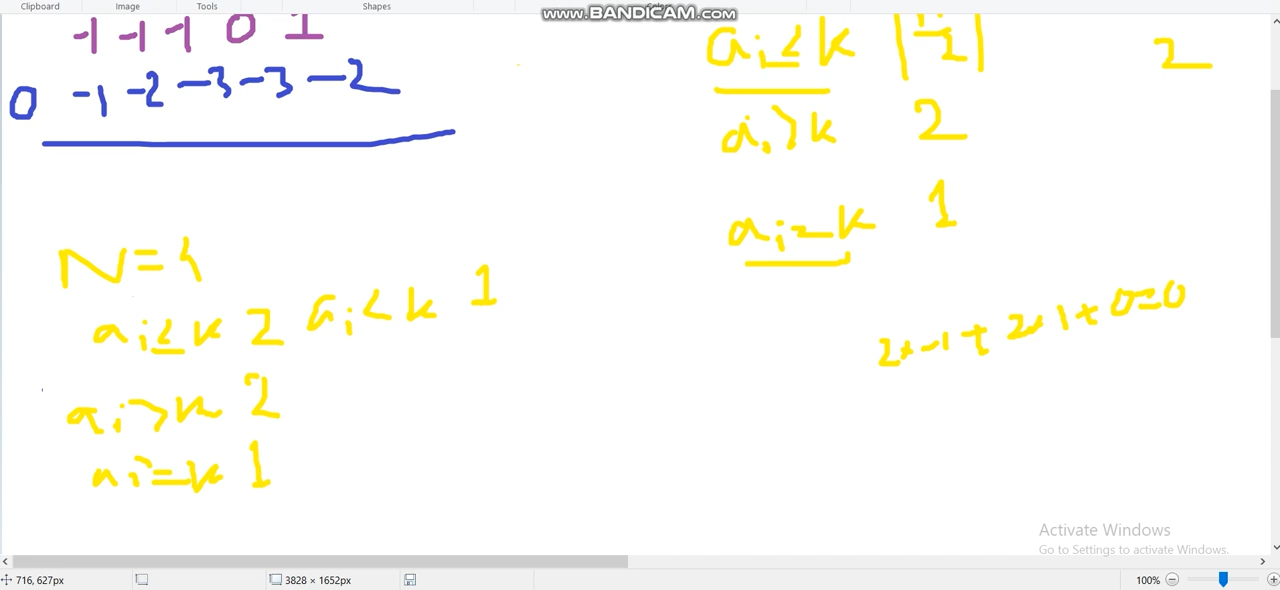 Clipboard Image Tools Shapes
www.BANDICAM.com
-1 -1 -1 0 1
0 -1 -2 -3 -3 -2
ai ≤ k 2
ai > k 2
ai = k 1
N = 4
ai ≤ k 2 ai < k 1
ai > k 2
ai = k 1
2* -1 + 2* 1 + 0 = 0
Activate Windows
Go to Settings to activate Windows.
716, 627px 3828 × 1652px 100%